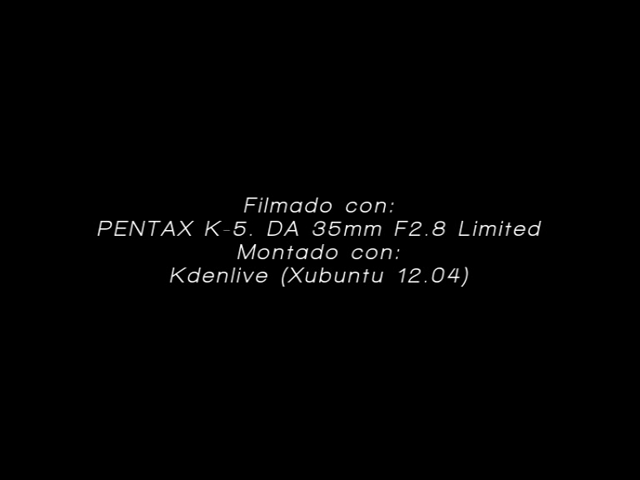 Filmado con:
PENTAX K-5. DA 35mm F2.8 Limited
Montado con:
Kdenlive (Xubuntu 12.04)